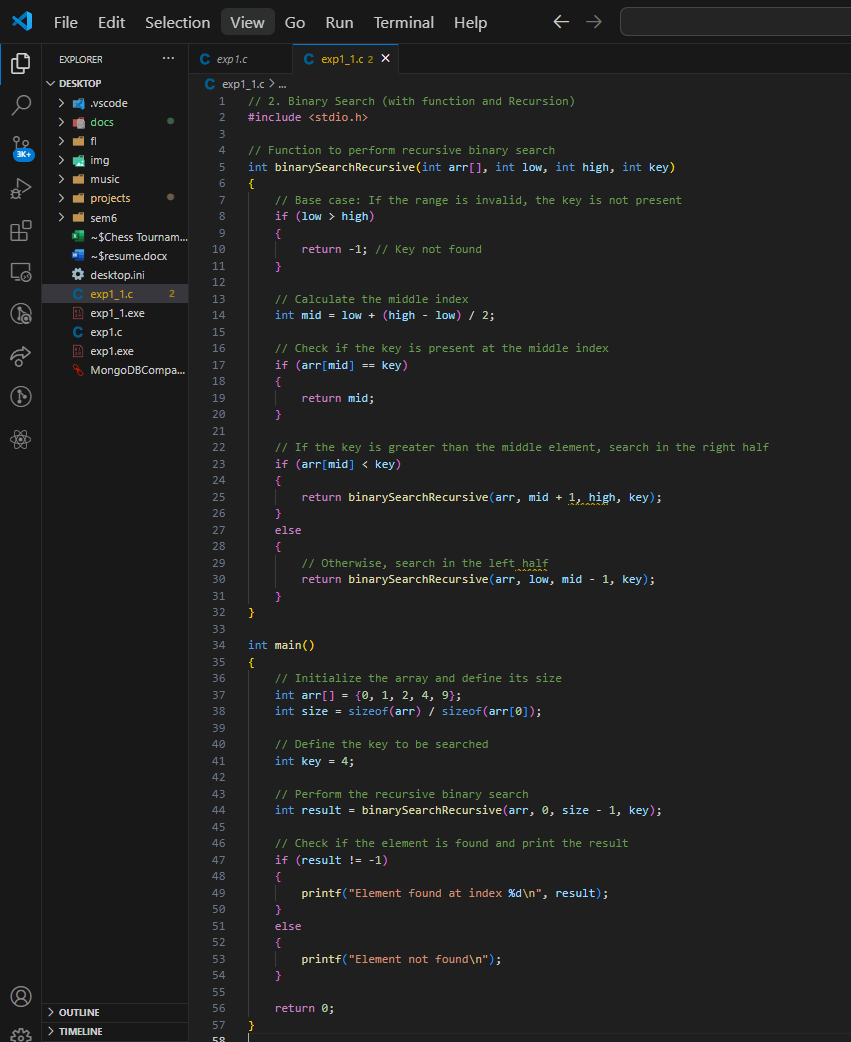 File Edit Selection View Go Run Terminal Help
EXPLORER
DESKTOP
.vscode
docs
fl
img
music
projects
sem6
~$Chess Tournam...
~$resume.docx
desktop.ini
exp1_1.c 2
exp1_1.exe
exp1.c
exp1.exe
MongoDBCompa...
OUTLINE
TIMELINE
3K+
exp1.c
exp1_1.c 2
exp1_1.c > ...
1 // 2. Binary Search (with function and Recursion)
2 #include <stdio.h>
3
4 // Function to perform recursive binary search
5 int binarySearchRecursive(int arr[], int low, int high, int key)
6 {
7 // Base case: If the range is invalid, the key is not present
8 if (low > high)
9 {
10 return -1; // Key not found
11 }
12
13 // Calculate the middle index
14 int mid = low + (high - low) / 2;
15
16 // Check if the key is present at the middle index
17 if (arr[mid] == key)
18 {
19 return mid;
20 }
21
22 // If the key is greater than the middle element, search in the right half
23 if (arr[mid] < key)
24 {
25 return binarySearchRecursive(arr, mid + 1, high, key);
26 }
27 else
28 {
29 // Otherwise, search in the left half
30 return binarySearchRecursive(arr, low, mid - 1, key);
31 }
32 }
33
34 int main()
35 {
36 // Initialize the array and define its size
37 int arr[] = {0, 1, 2, 4, 9};
38 int size = sizeof(arr) / sizeof(arr[0]);
39
40 // Define the key to be searched
41 int key = 4;
42
43 // Perform the recursive binary search
44 int result = binarySearchRecursive(arr, 0, size - 1, key);
45
46 // Check if the element is found and print the result
47 if (result != -1)
48 {
49 printf("Element found at index %d\n", result);
50 }
51 else
52 {
53 printf("Element not found\n");
54 }
55
56 return 0;
57 }
58